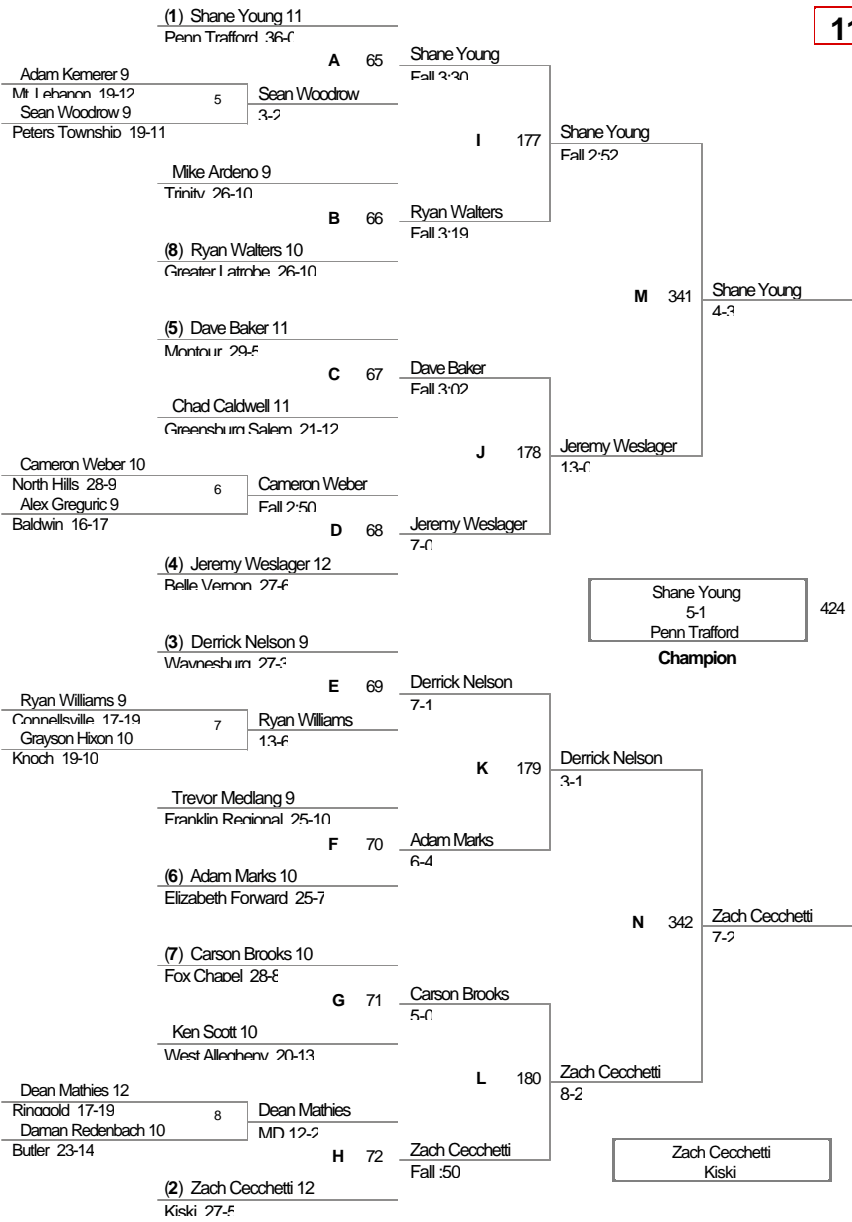 (1) Shane Young 11
11
Penn Trafford 36-0
A 65 Shane Young
Fall 3:30
Adam Kemerer 9
Mt. Lebanon 19-12
5 Sean Woodrow
3-2
Sean Woodrow 9
Peters Township 19-11
I 177 Shane Young
Fall 2:52
Mike Ardeno 9
Trinity 26-10
B 66 Ryan Walters
Fall 3:19
(8) Ryan Walters 10
Greater Latrobe 26-10
M 341 Shane Young
4-3
(5) Dave Baker 11
Montour 29-5
C 67 Dave Baker
Fall 3:02
Chad Caldwell 11
Greensburg Salem 21-12
J 178 Jeremy Weslager
13-0
Cameron Weber 10
North Hills 28-9
6 Cameron Weber
Fall 2:50
Alex Greguric 9
Baldwin 16-17
D 68 Jeremy Weslager
7-0
(4) Jeremy Weslager 12
Belle Vernon 27-6
Shane Young
5-1
Penn Trafford
424
Champion
(3) Derrick Nelson 9
Waynesburg 27-3
E 69 Derrick Nelson
7-1
Ryan Williams 9
Connellsville 17-19
7 Ryan Williams
13-6
Grayson Hixon 10
Knoch 19-10
K 179 Derrick Nelson
3-1
Trevor Medlang 9
Franklin Regional 25-10
F 70 Adam Marks
6-4
(6) Adam Marks 10
Elizabeth Forward 25-7
N 342 Zach Cecchetti
7-2
(7) Carson Brooks 10
Fox Chapel 28-8
G 71 Carson Brooks
5-0
Ken Scott 10
West Allegheny 20-13
L 180 Zach Cecchetti
8-2
Dean Mathies 12
Ringgold 17-19
8 Dean Mathies
MD 12-2
Daman Redenbach 10
Butler 23-14
H 72 Zach Cecchetti
Fall :50
(2) Zach Cecchetti 12
Kiski 27-5
Zach Cecchetti
Kiski